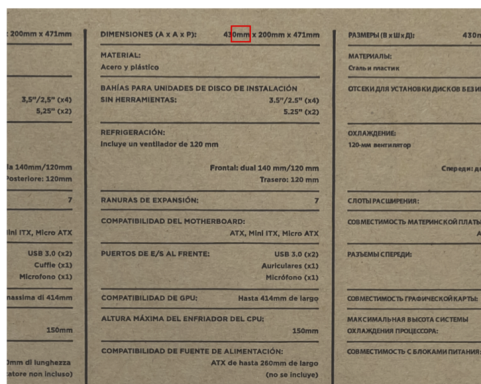 200mm x 471mm
3,5"/2,5" (x4)
5,25" (x2)
140mm/120mm
Posteriore: 120mm
7
Mini ITX, Micro ATX
USB 3.0 (x2)
Cuffie (x1)
Microfono (x1)
massima di 414mm
150mm
di lunghezza
non incluso)
DIMENSIONES (A x A x P): 430mm x 200mm x 471mm
MATERIAL:
Acero y plástico
BAHÍAS PARA UNIDADES DE DISCO DE INSTALACIÓN
SIN HERRAMIENTAS: 3.5"/2.5" (x4)
5,25" (x2)
REFRIGERACIÓN:
Incluye un ventilador de 120 mm
Frontal: dual 140 mm/120 mm
Trasero: 120 mm
RANURAS DE EXPANSIÓN: 7
COMPATIBILIDAD DEL MOTHERBOARD:
ATX, Mini ITX, Micro ATX
PUERTOS DE E/S AL FRENTE: USB 3.0 (x2)
Auriculares (x1)
Micrófono (x1)
COMPATIBILIDAD DE GPU: Hasta 414mm de largo
ALTURA MÁXIMA DEL ENFRIADOR DEL CPU:
150mm
COMPATIBILIDAD DE FUENTE DE ALIMENTACIÓN:
ATX de hasta 260mm de largo
(no se incluye)
РАЗМЕРЫ (В x Ш x Д): 430
МАТЕРИАЛЫ:
Сталь и пластик
ОТСЕКИ ДЛЯ УСТАНОВКИ ДИСКОВ БЕЗ
ОХЛАЖДЕНИЕ:
120-мм вентилятор
Спереди:
СЛОТЫ РАСШИРЕНИЯ:
СОВМЕСТИМОСТЬ МАТЕРИНСКОЙ ПЛАТЫ
РАЗЪЕМЫ СПЕРЕДИ:
СОВМЕСТИМОСТЬ ГРАФИЧЕСКОЙ КАРТЫ:
МАКСИМАЛЬНАЯ ВЫСОТА СИСТЕМЫ
ОХЛАЖДЕНИЯ ПРОЦЕССОРА:
СОВМЕСТИМОСТЬ С БЛОКАМИ ПИТАНИЯ: